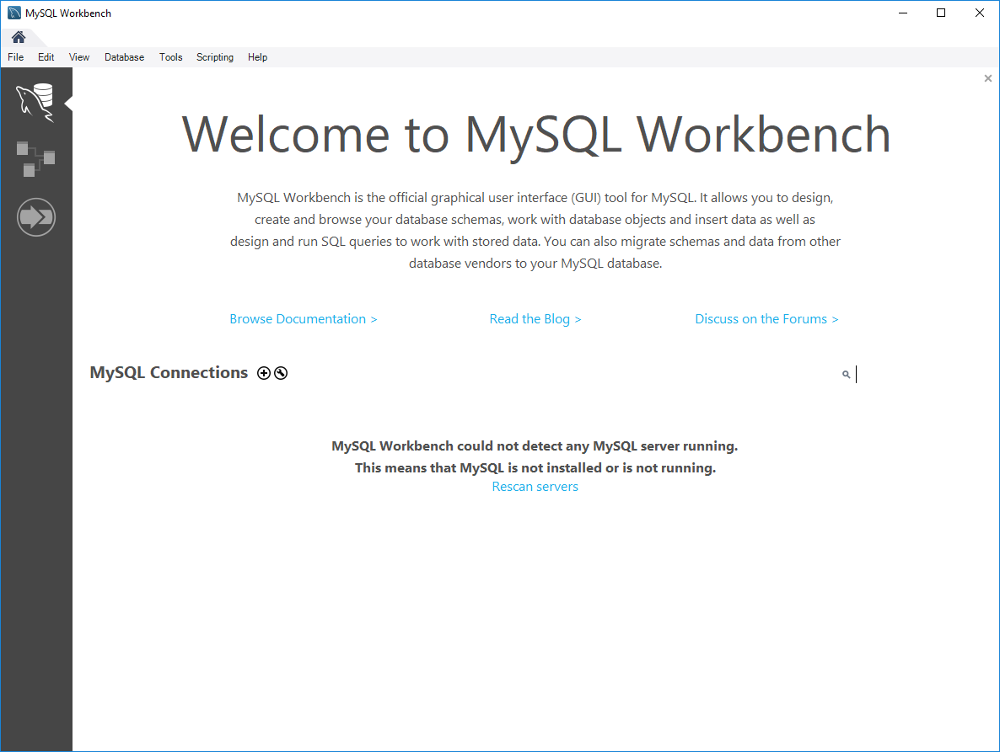 MySQL Workbench
File Edit View Database Tools Scripting Help
Welcome to MySQL Workbench
MySQL Workbench is the official graphical user interface (GUI) tool for MySQL. It allows you to design,
create and browse your database schemas, work with database objects and insert data as well as
design and run SQL queries to work with stored data. You can also migrate schemas and data from other
database vendors to your MySQL database.
Browse Documentation > Read the Blog > Discuss on the Forums >
MySQL Connections
MySQL Workbench could not detect any MySQL server running.
This means that MySQL is not installed or is not running.
Rescan servers